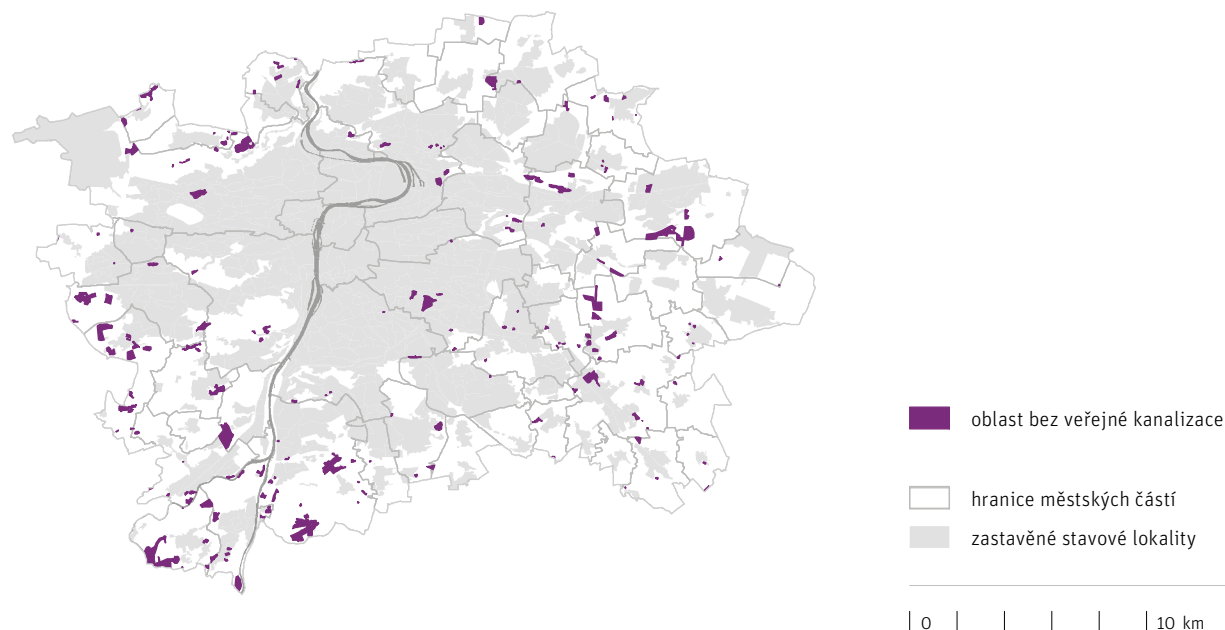 oblast bez veřejné kanalizace
hranice městských částí
zastavěné stavové lokality
0 10 km